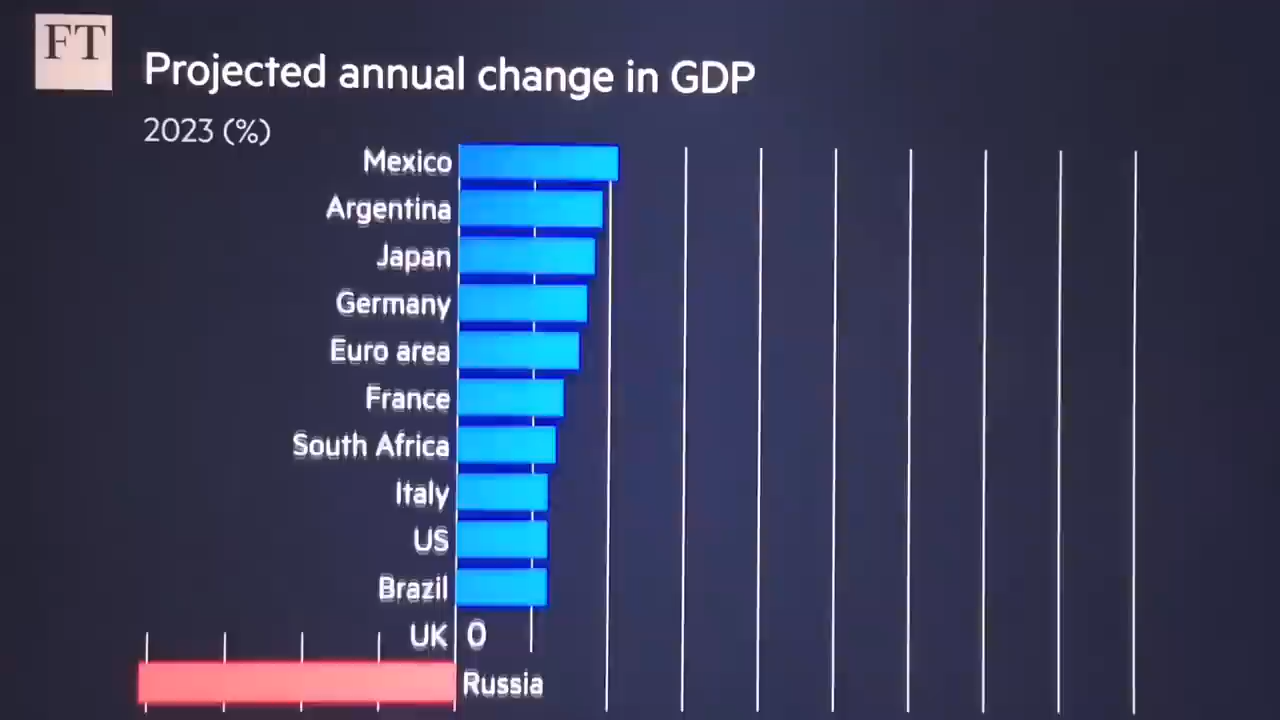 FT
Projected annual change in GDP
2023 (%)
Mexico
Argentina
Japan
Germany
Euro area
France
South Africa
Italy
US
Brazil
UK 0
Russia